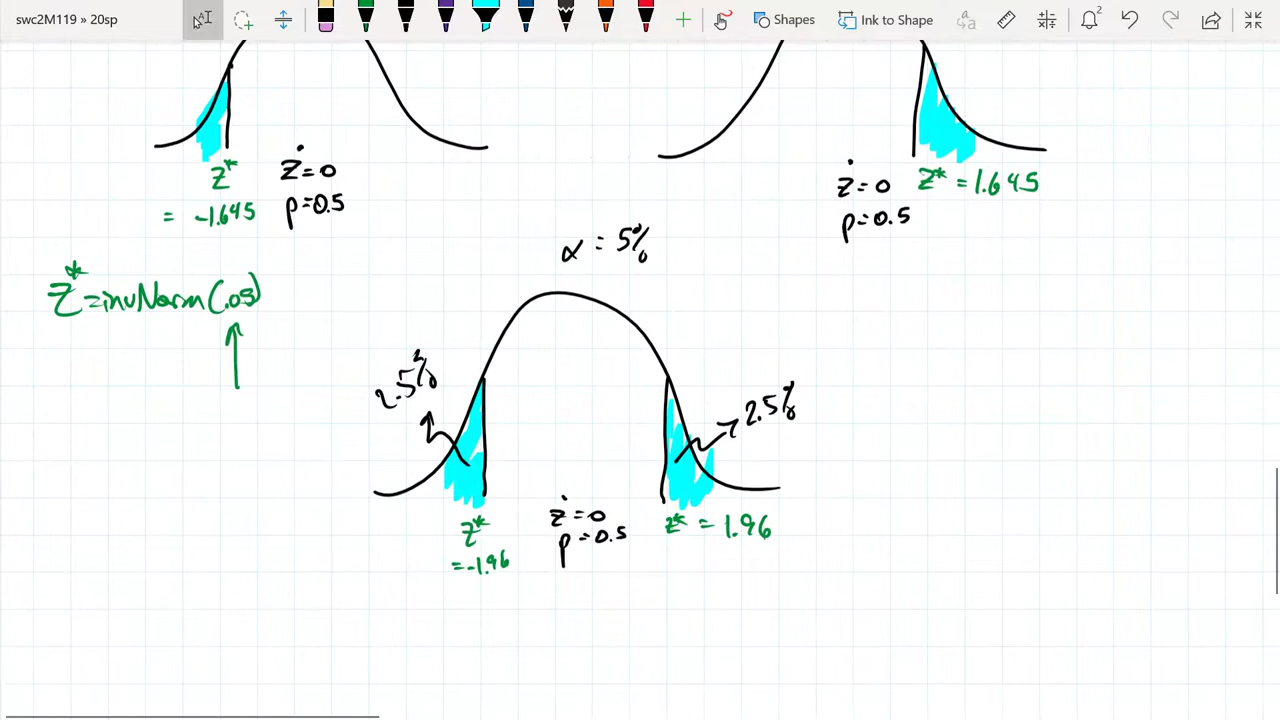 swc2M119 » 20sp
Shapes
Ink to Shape
2
z*
= -1.645
z=0
p=0.5
z=0
p=0.5
z* = 1.645
α = 5%
z*=invNorm(.05)
2.5%
2.5%
z*
=-1.96
z=0
p=0.5
z* = 1.96